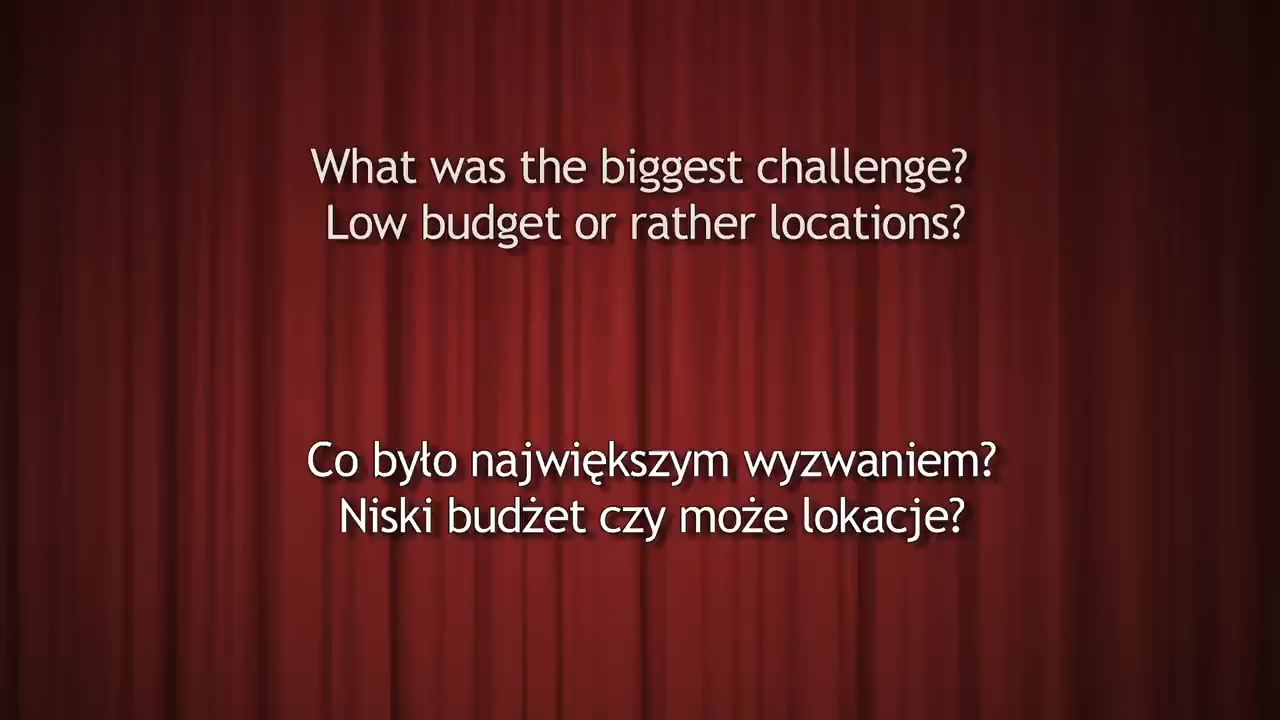 What was the biggest challenge?
Low budget or rather locations?
Co było największym wyzwaniem?
Niski budżet czy może lokacje?